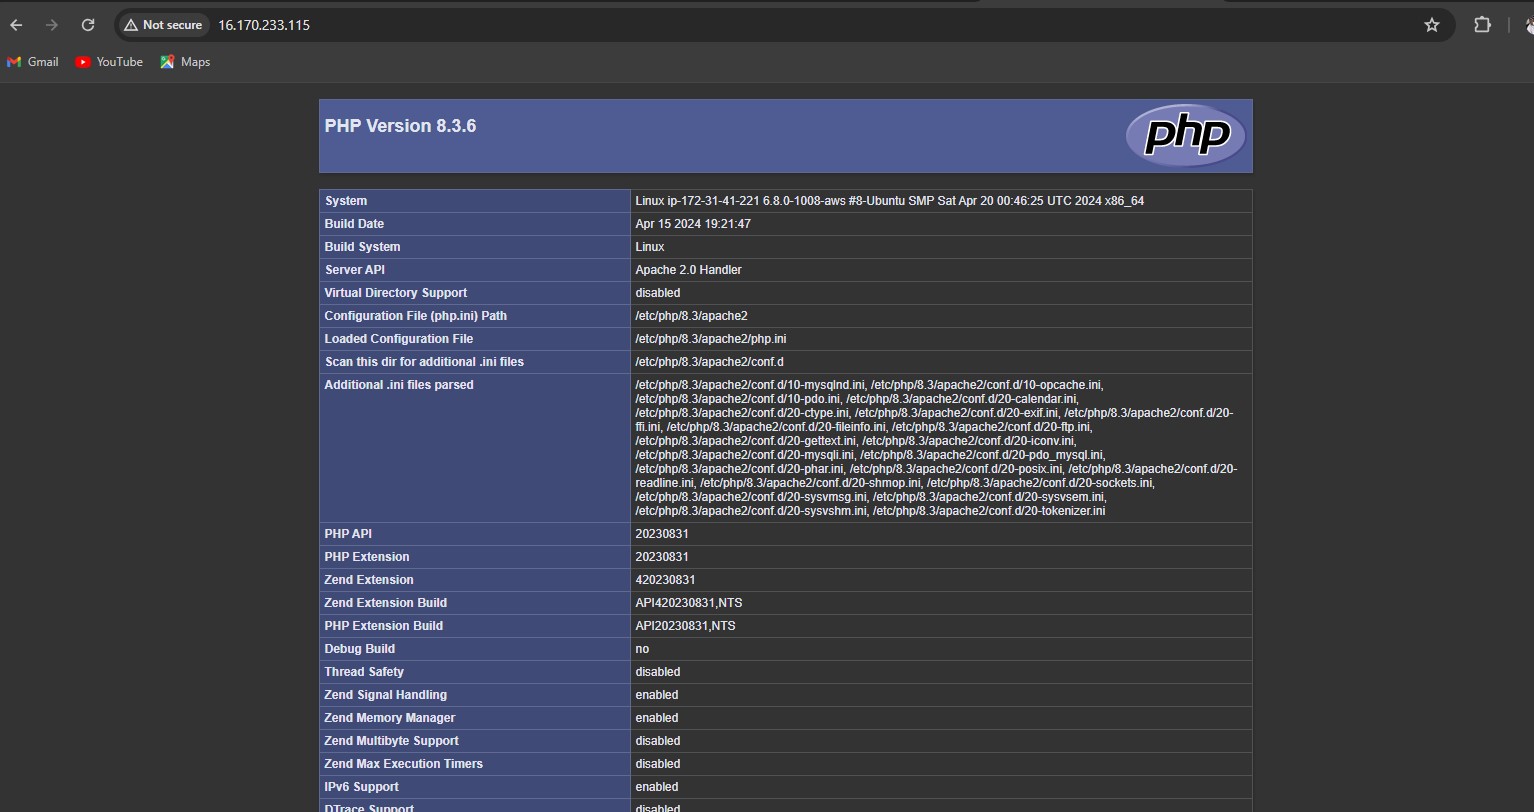 Not secure 16.170.233.115
Gmail YouTube Maps
PHP Version 8.3.6 php
System Linux ip-172-31-41-221 6.8.0-1008-aws #8-Ubuntu SMP Sat Apr 20 00:46:25 UTC 2024 x86_64
Build Date Apr 15 2024 19:21:47
Build System Linux
Server API Apache 2.0 Handler
Virtual Directory Support disabled
Configuration File (php.ini) Path /etc/php/8.3/apache2
Loaded Configuration File /etc/php/8.3/apache2/php.ini
Scan this dir for additional .ini files /etc/php/8.3/apache2/conf.d
Additional .ini files parsed /etc/php/8.3/apache2/conf.d/10-mysqlnd.ini, /etc/php/8.3/apache2/conf.d/10-opcache.ini,
/etc/php/8.3/apache2/conf.d/10-pdo.ini, /etc/php/8.3/apache2/conf.d/20-calendar.ini,
/etc/php/8.3/apache2/conf.d/20-ctype.ini, /etc/php/8.3/apache2/conf.d/20-exif.ini, /etc/php/8.3/apache2/conf.d/20-
ffi.ini, /etc/php/8.3/apache2/conf.d/20-fileinfo.ini, /etc/php/8.3/apache2/conf.d/20-ftp.ini,
/etc/php/8.3/apache2/conf.d/20-gettext.ini, /etc/php/8.3/apache2/conf.d/20-iconv.ini,
/etc/php/8.3/apache2/conf.d/20-mysqli.ini, /etc/php/8.3/apache2/conf.d/20-pdo_mysql.ini,
/etc/php/8.3/apache2/conf.d/20-phar.ini, /etc/php/8.3/apache2/conf.d/20-posix.ini, /etc/php/8.3/apache2/conf.d/20-
readline.ini, /etc/php/8.3/apache2/conf.d/20-shmop.ini, /etc/php/8.3/apache2/conf.d/20-sockets.ini,
/etc/php/8.3/apache2/conf.d/20-sysvmsg.ini, /etc/php/8.3/apache2/conf.d/20-sysvsem.ini,
/etc/php/8.3/apache2/conf.d/20-sysvshm.ini, /etc/php/8.3/apache2/conf.d/20-tokenizer.ini
PHP API 20230831
PHP Extension 20230831
Zend Extension 420230831
Zend Extension Build API420230831,NTS
PHP Extension Build API20230831,NTS
Debug Build no
Thread Safety disabled
Zend Signal Handling enabled
Zend Memory Manager enabled
Zend Multibyte Support disabled
Zend Max Execution Timers disabled
IPv6 Support enabled
DTrace Support disabled